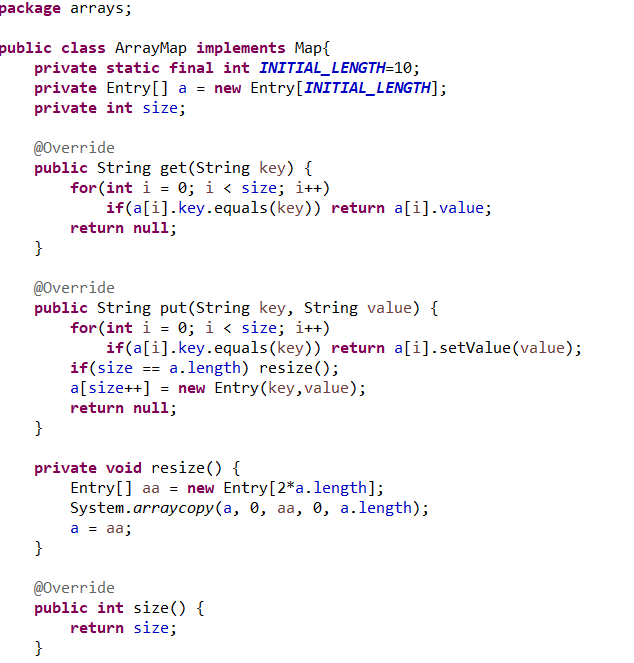 package arrays;

public class ArrayMap implements Map{
    private static final int INITIAL_LENGTH=10;
    private Entry[] a = new Entry[INITIAL_LENGTH];
    private int size;

    @Override
    public String get(String key) {
        for(int i = 0; i < size; i++)
            if(a[i].key.equals(key)) return a[i].value;
        return null;
    }

    @Override
    public String put(String key, String value) {
        for(int i = 0; i < size; i++)
            if(a[i].key.equals(key)) return a[i].setValue(value);
        if(size == a.length) resize();
        a[size++] = new Entry(key,value);
        return null;
    }

    private void resize() {
        Entry[] aa = new Entry[2*a.length];
        System.arraycopy(a, 0, aa, 0, a.length);
        a = aa;
    }

    @Override
    public int size() {
        return size;
    }